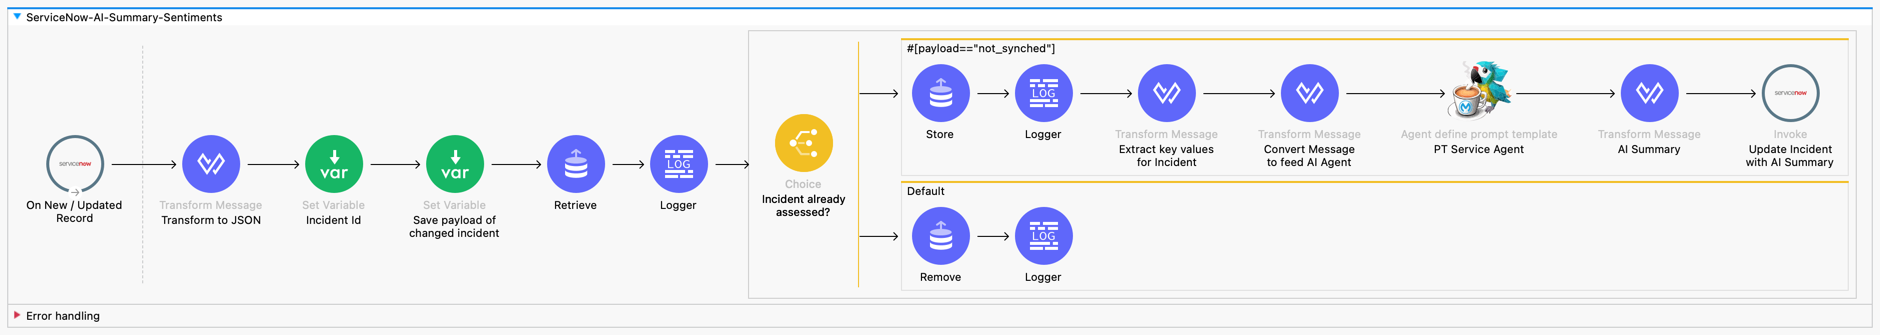 ServiceNow-AI-Summary-Sentiments
servicenow
On New / Updated
Record
Transform Message
Transform to JSON
var
Set Variable
Incident Id
var
Set Variable
Save payload of
changed incident
Retrieve
LOG
Logger
Choice
Incident already
assessed?
#[payload=="not_synched"]
Store
LOG
Logger
Transform Message
Extract key values
for Incident
Transform Message
Convert Message
to feed AI Agent
Agent define prompt template
PT Service Agent
Transform Message
AI Summary
servicenow
Invoke
Update Incident
with AI Summary
Default
Remove
LOG
Logger
Error handling